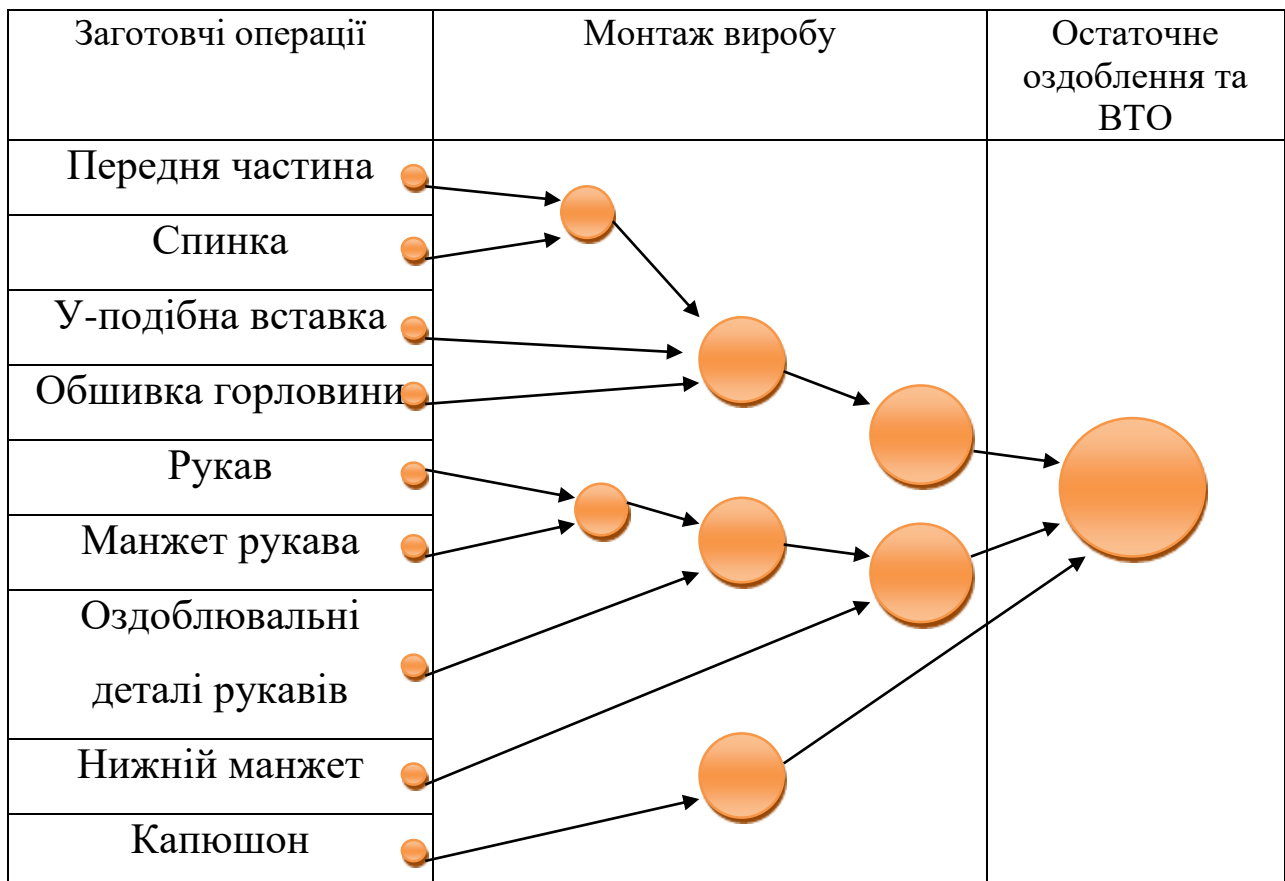 Заготовчі операції
Монтаж виробу
Остаточне
оздоблення та
ВТО
Передня частина
Спинка
У-подібна вставка
Обшивка горловини
Рукав
Манжет рукава
Оздоблювальні
деталі рукавів
Нижній манжет
Капюшон